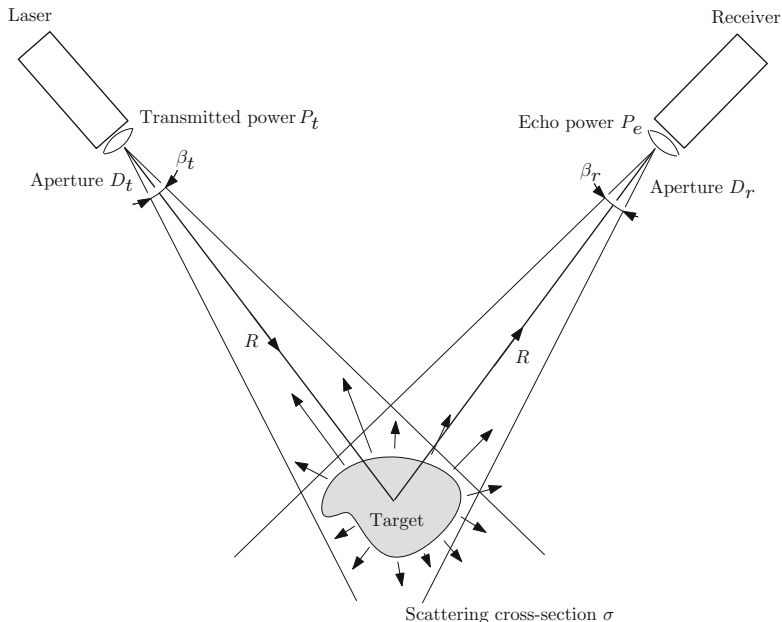 Laser
Receiver
Transmitted power P_t
Echo power P_e
β_t
β_r
Aperture D_t
Aperture D_r
R
R
Target
Scattering cross-section σ